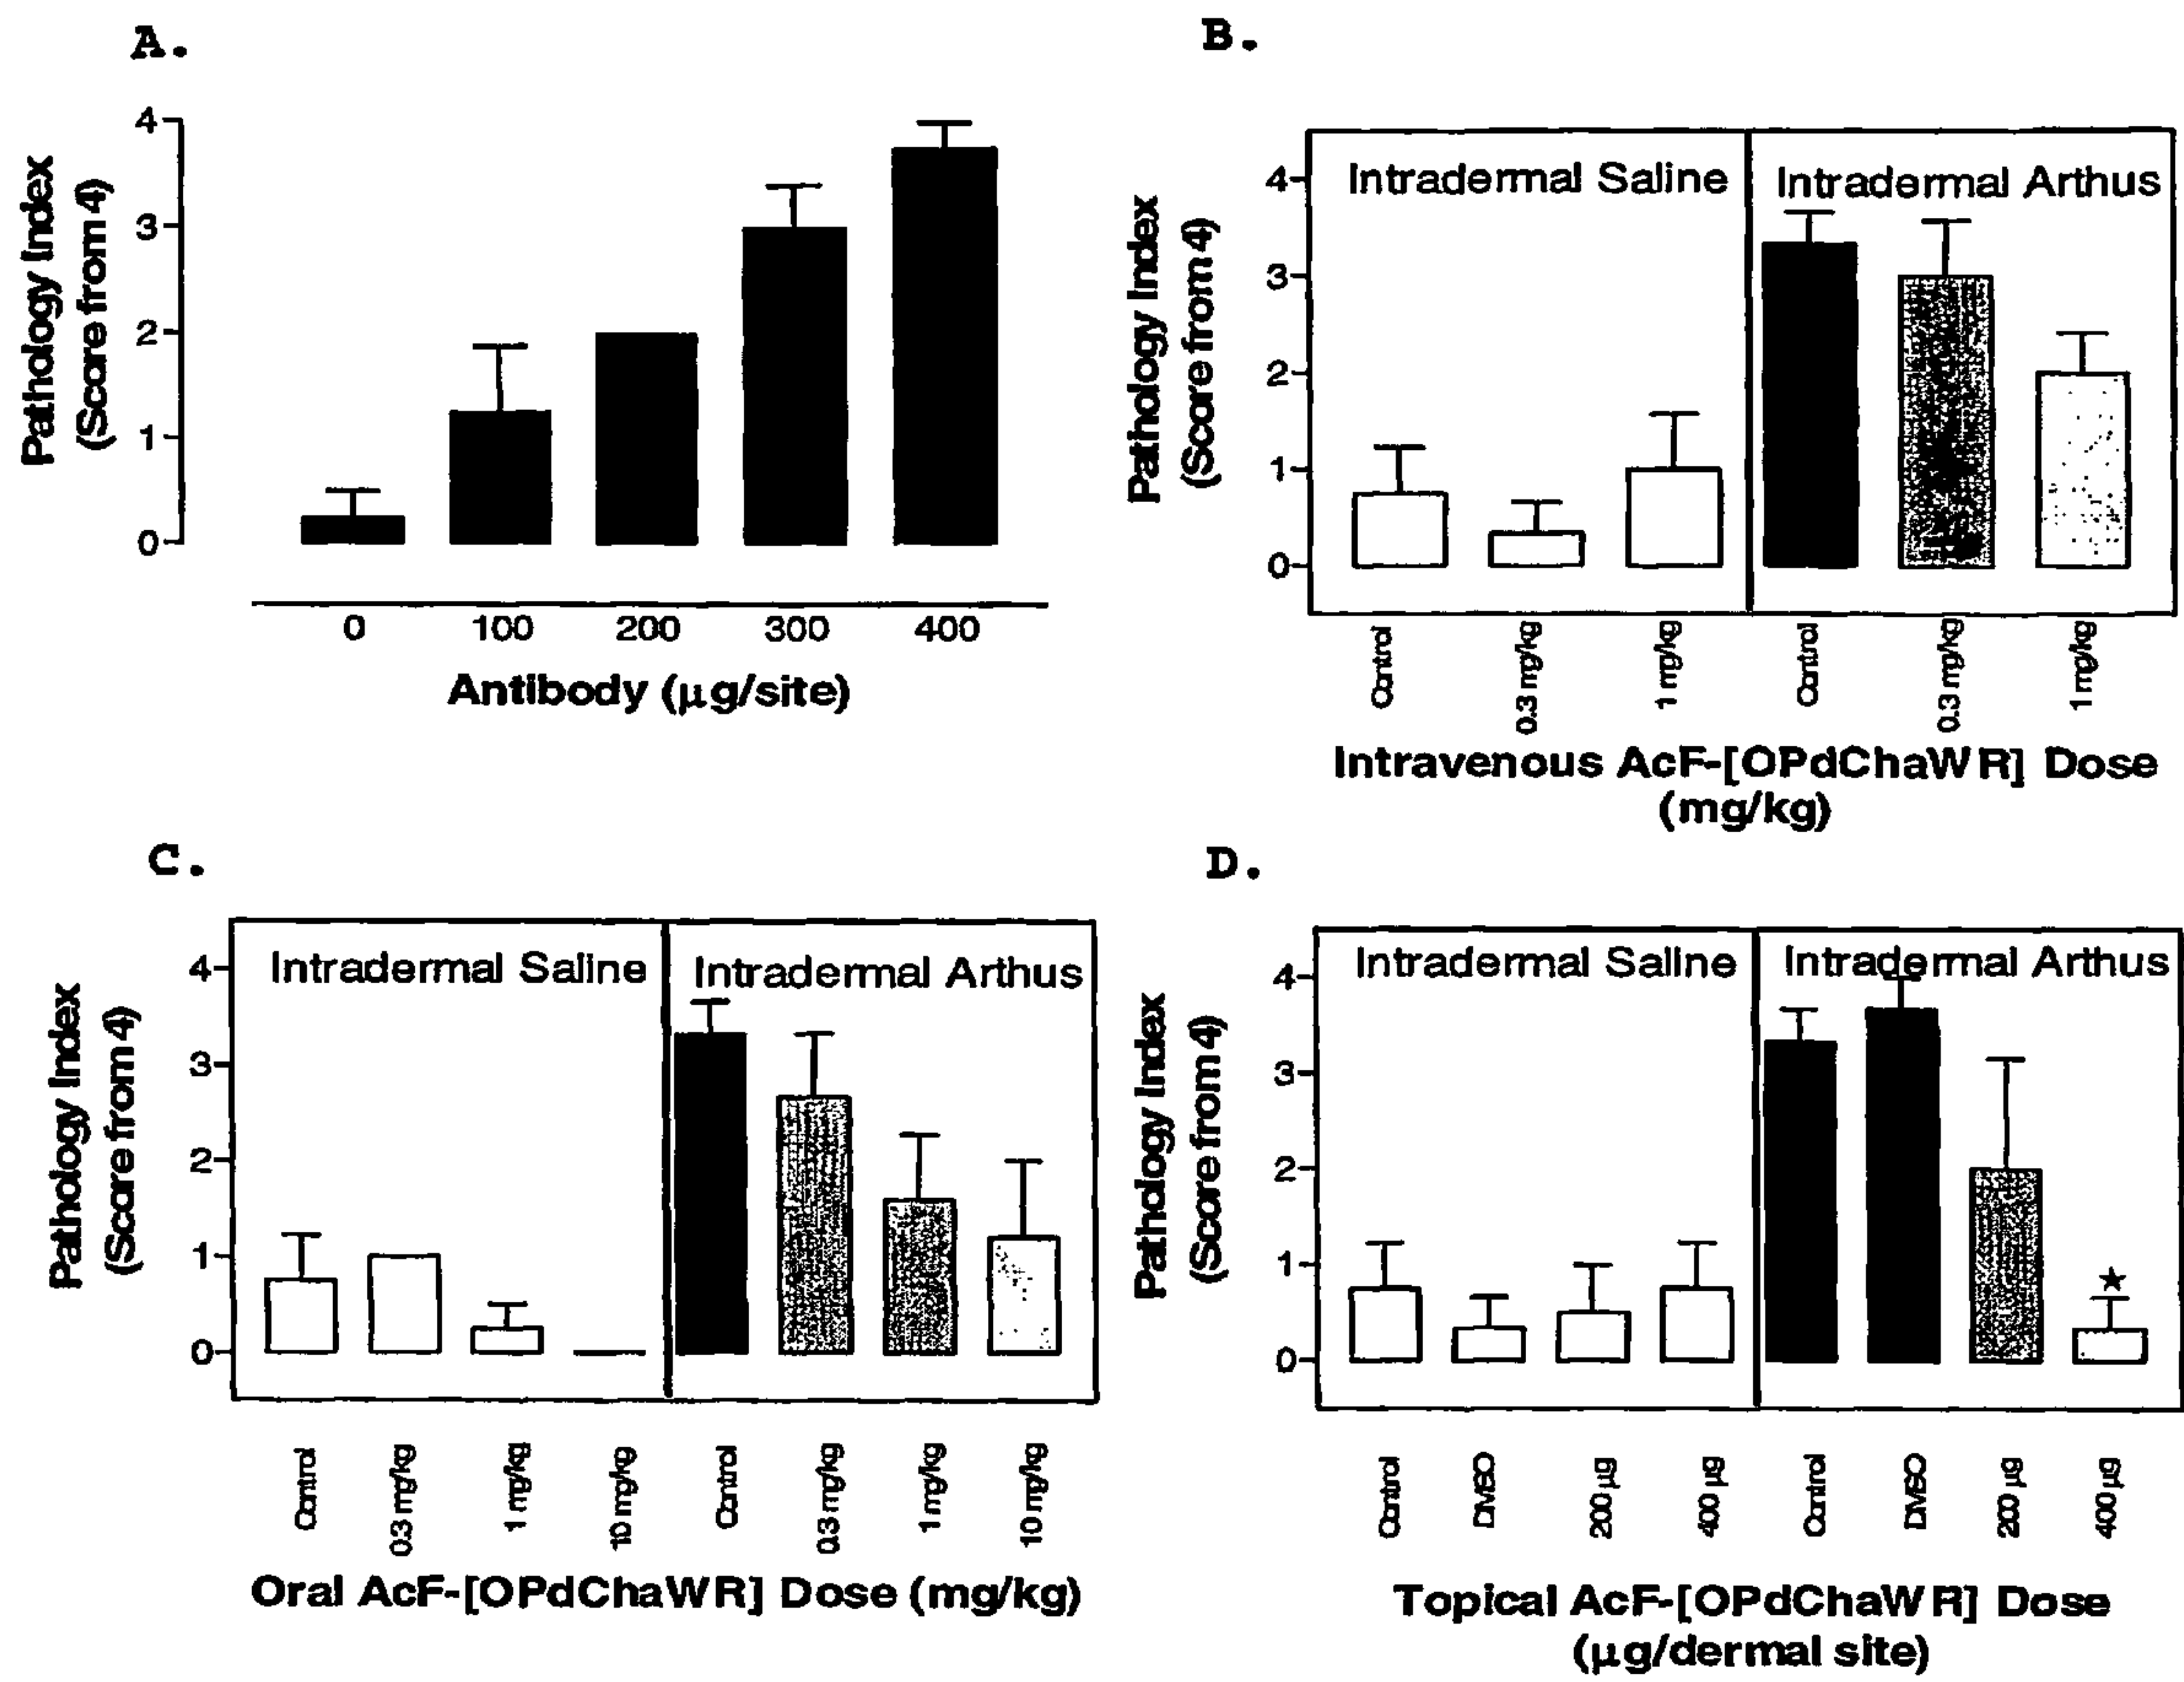 A.
Pathology Index
(Score from 4)
4
3
2
1
0
0 100 200 300 400
Antibody (µg/site)
B.
Pathology Index
(Score from 4)
Intradermal Saline Intradermal Arthus
4
3
2
1
0
Control 0.3 mg/kg 1 mg/kg Control 0.3 mg/kg 1 mg/kg
Intravenous AcF-[OPdChaWR] Dose
(mg/kg)
C.
Pathology Index
(Score from 4)
Intradermal Saline Intradermal Arthus
4
3
2
1
0
Control 0.3 mg/kg 1 mg/kg 10 mg/kg Control 0.3 mg/kg 1 mg/kg 10 mg/kg
Oral AcF-[OPdChaWR] Dose (mg/kg)
D.
Pathology Index
(Score from 4)
Intradermal Saline Intradermal Arthus
4
3
2
1
0
Control DMSO 200 µg 400 µg Control DMSO 200 µg 400 µg
Topical AcF-[OPdChaWR] Dose
(µg/dermal site)